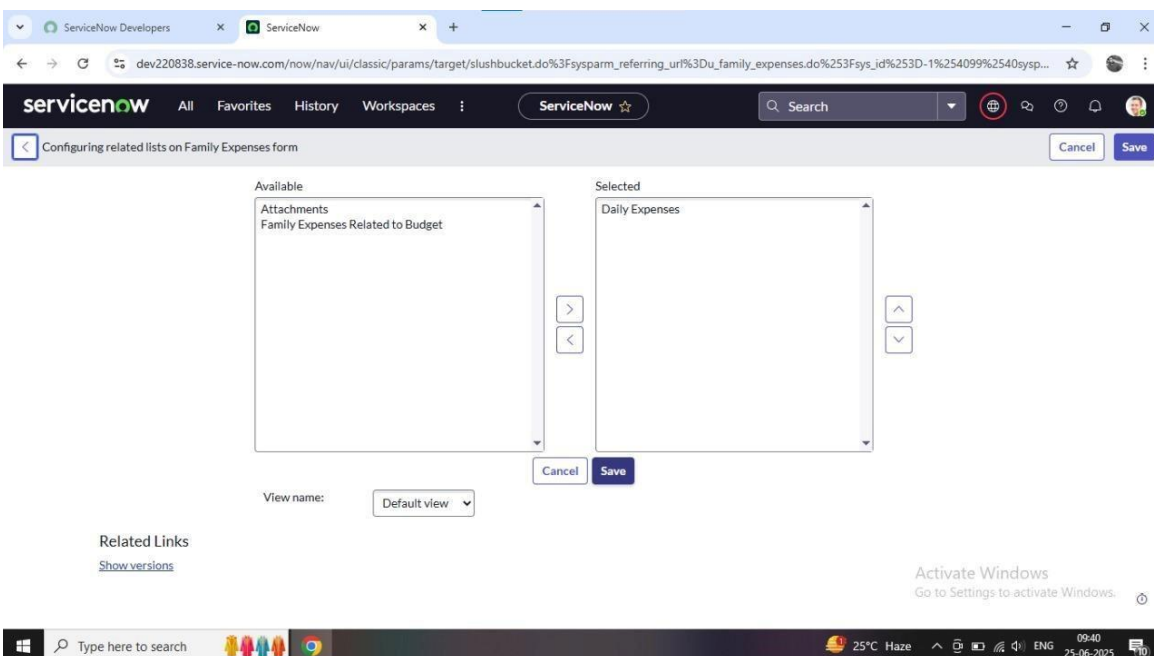 ServiceNow Developers
ServiceNow
dev220838.service-now.com/now/nav/ui/classic/params/target/slushbucket.do%3Fsysparm_referring_url%3Du_family_expenses.do%253Fsys_id%253D-1%254099%2540sysp...
servicenow All Favorites History Workspaces ServiceNow Search
Configuring related lists on Family Expenses form Cancel Save
Available Selected
Attachments Daily Expenses
Family Expenses Related to Budget
Cancel Save
View name: Default view
Related Links
Show versions
Activate Windows
Go to Settings to activate Windows.
Type here to search 25°C Haze ENG 09:40
25-06-2025